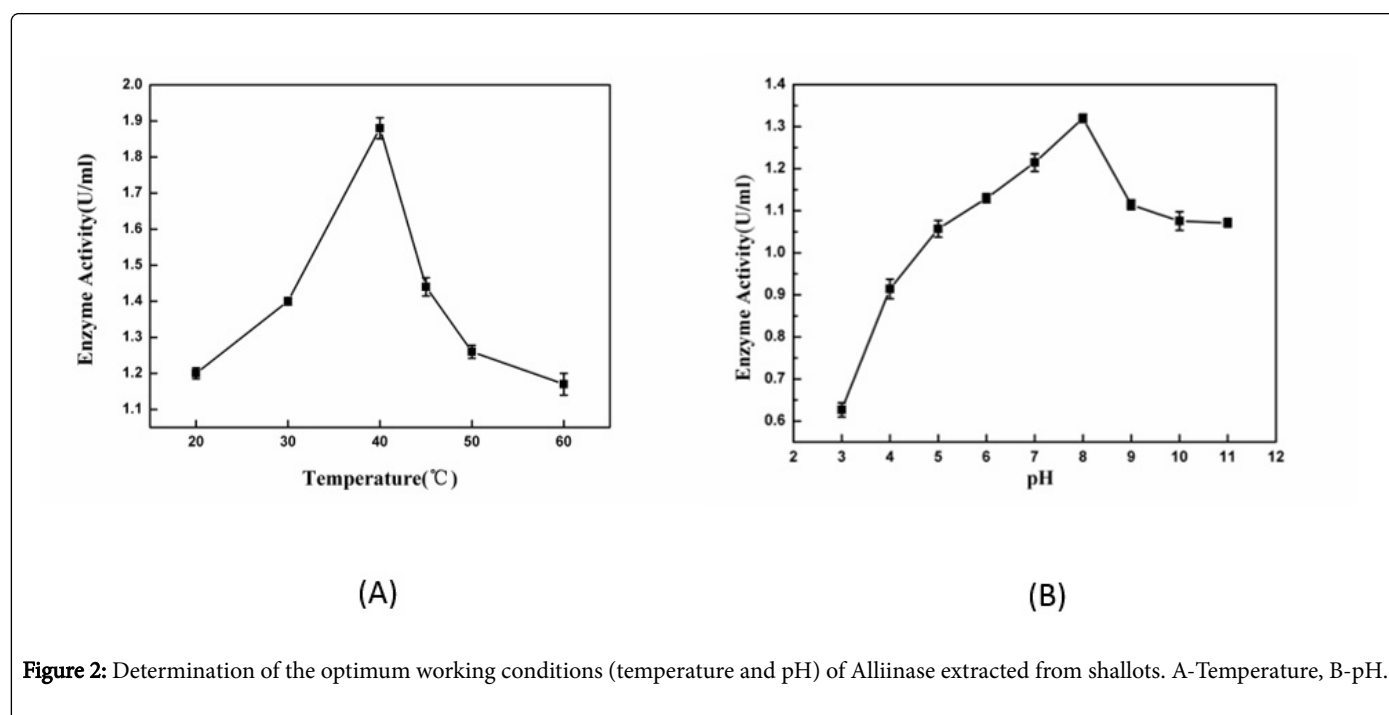 2.0
1.9
1.8
1.7
1.6
1.5
1.4
1.3
1.2
1.1
Enzyme Activity(U/ml)
20 30 40 50 60
Temperature(℃)
(A)
1.4
1.3
1.2
1.1
1.0
0.9
0.8
0.7
0.6
Enzyme Activity(U/ml)
2 3 4 5 6 7 8 9 10 11 12
pH
(B)
Figure 2: Determination of the optimum working conditions (temperature and pH) of Alliinase extracted from shallots. A-Temperature, B-pH.